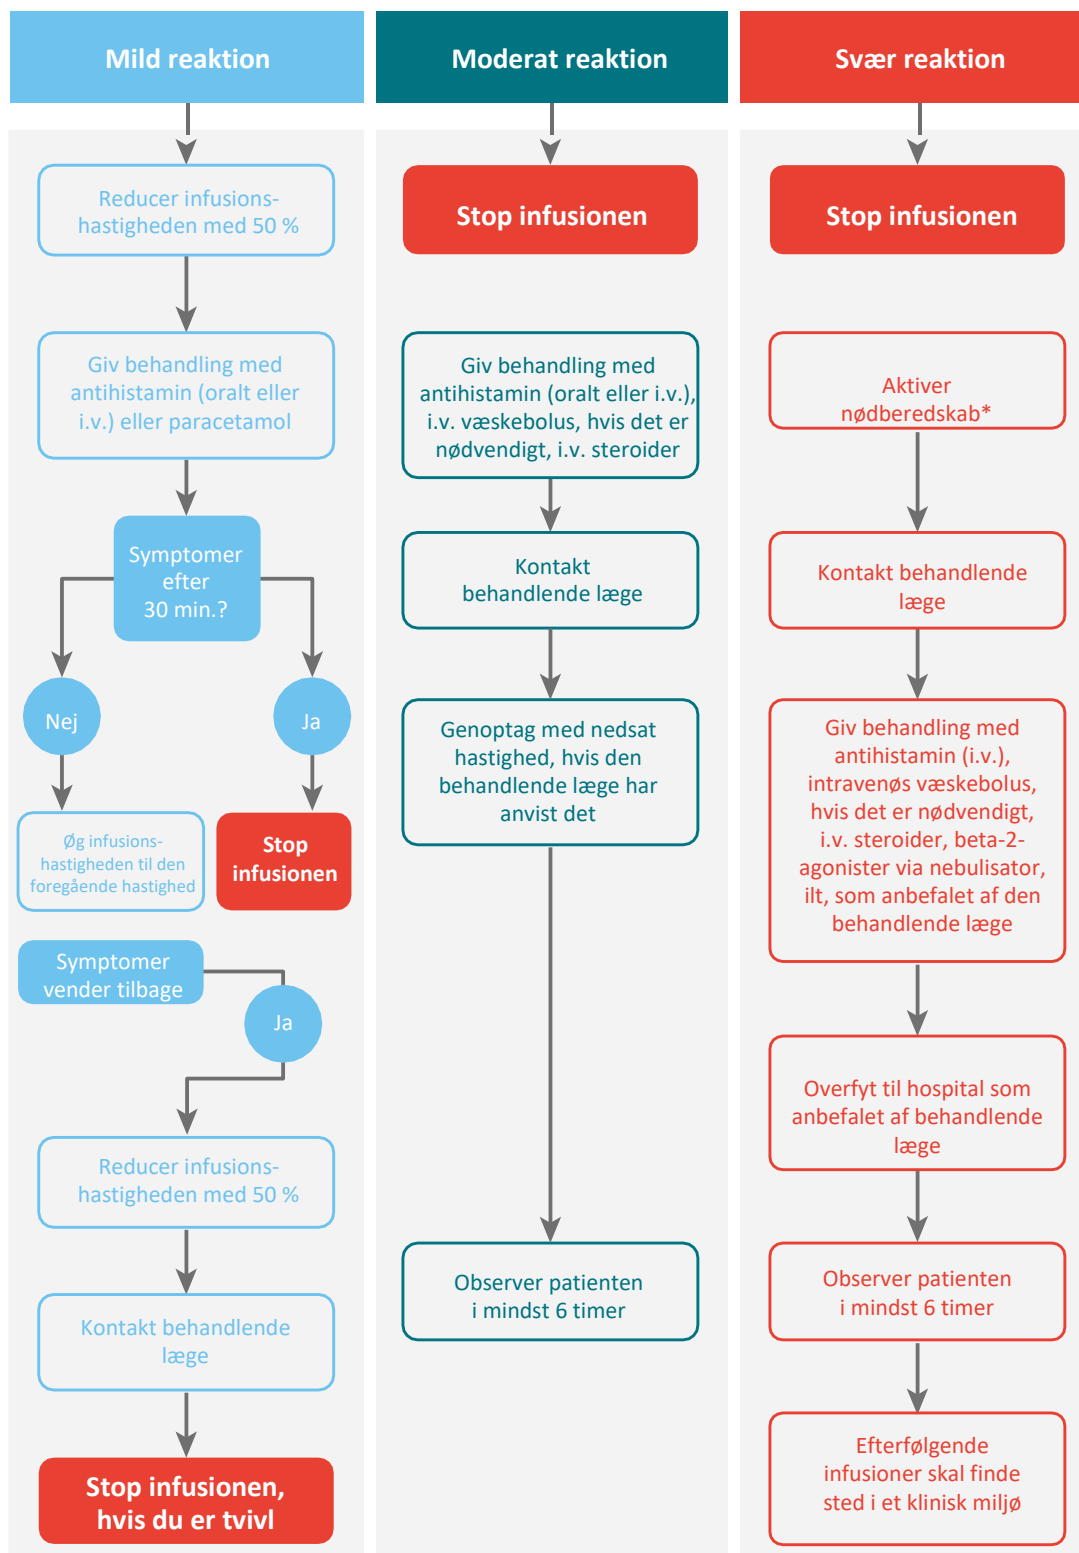 Mild reaktion
Reducer infusions-
hastigheden med 50 %
Giv behandling med
antihistamin (oralt eller
i.v.) eller paracetamol
Symptomer
efter
30 min.?
Nej
Ja
Øg infusions-
hastigheden til den
foregående hastighed
Stop
infusionen
Symptomer
vender tilbage
Ja
Reducer infusions-
hastigheden med 50 %
Kontakt behandlende
læge
Stop infusionen,
hvis du er tvivl
Moderat reaktion
Stop infusionen
Giv behandling med
antihistamin (oralt eller i.v.),
i.v. væskebolus, hvis det er
nødvendigt, i.v. steroider
Kontakt
behandlende læge
Genoptag med nedsat
hastighed, hvis den
behandlende læge har
anvist det
Observer patienten
i mindst 6 timer
Svær reaktion
Stop infusionen
Aktiver
nødberedskab*
Kontakt behandlende
læge
Giv behandling med
antihistamin (i.v.),
intravenøs væskebolus,
hvis det er nødvendigt,
i.v. steroider, beta-2-
agonister via nebulisator,
ilt, som anbefalet af den
behandlende læge
Overfyt til hospital som
anbefalet af behandlende
læge
Observer patienten
i mindst 6 timer
Efterfølgende
infusioner skal finde
sted i et klinisk miljø